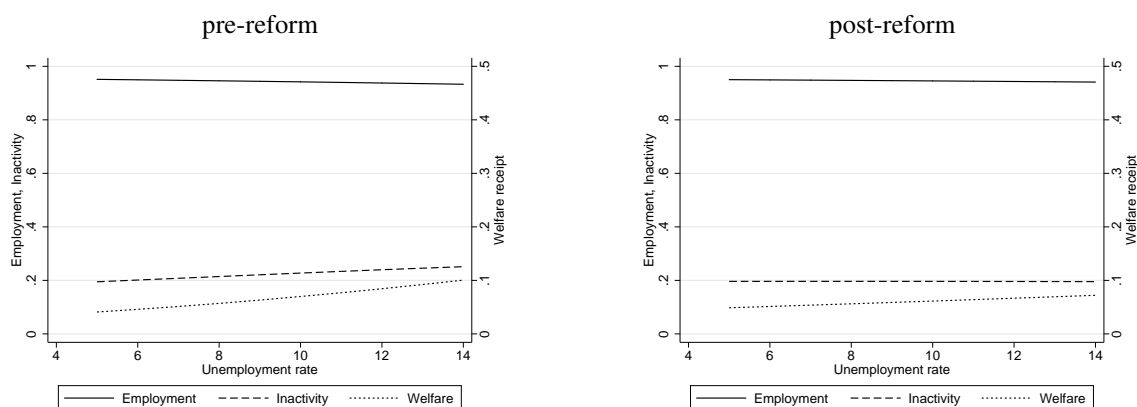 pre-reform
Employment, Inactivity
0 .2 .4 .6 .8 1
Welfare receipt
0 .1 .2 .3 .4 .5
4 6 8 10 12 14
Unemployment rate
Employment Inactivity Welfare
post-reform
Employment, Inactivity
0 .2 .4 .6 .8 1
Welfare receipt
0 .1 .2 .3 .4 .5
4 6 8 10 12 14
Unemployment rate
Employment Inactivity Welfare